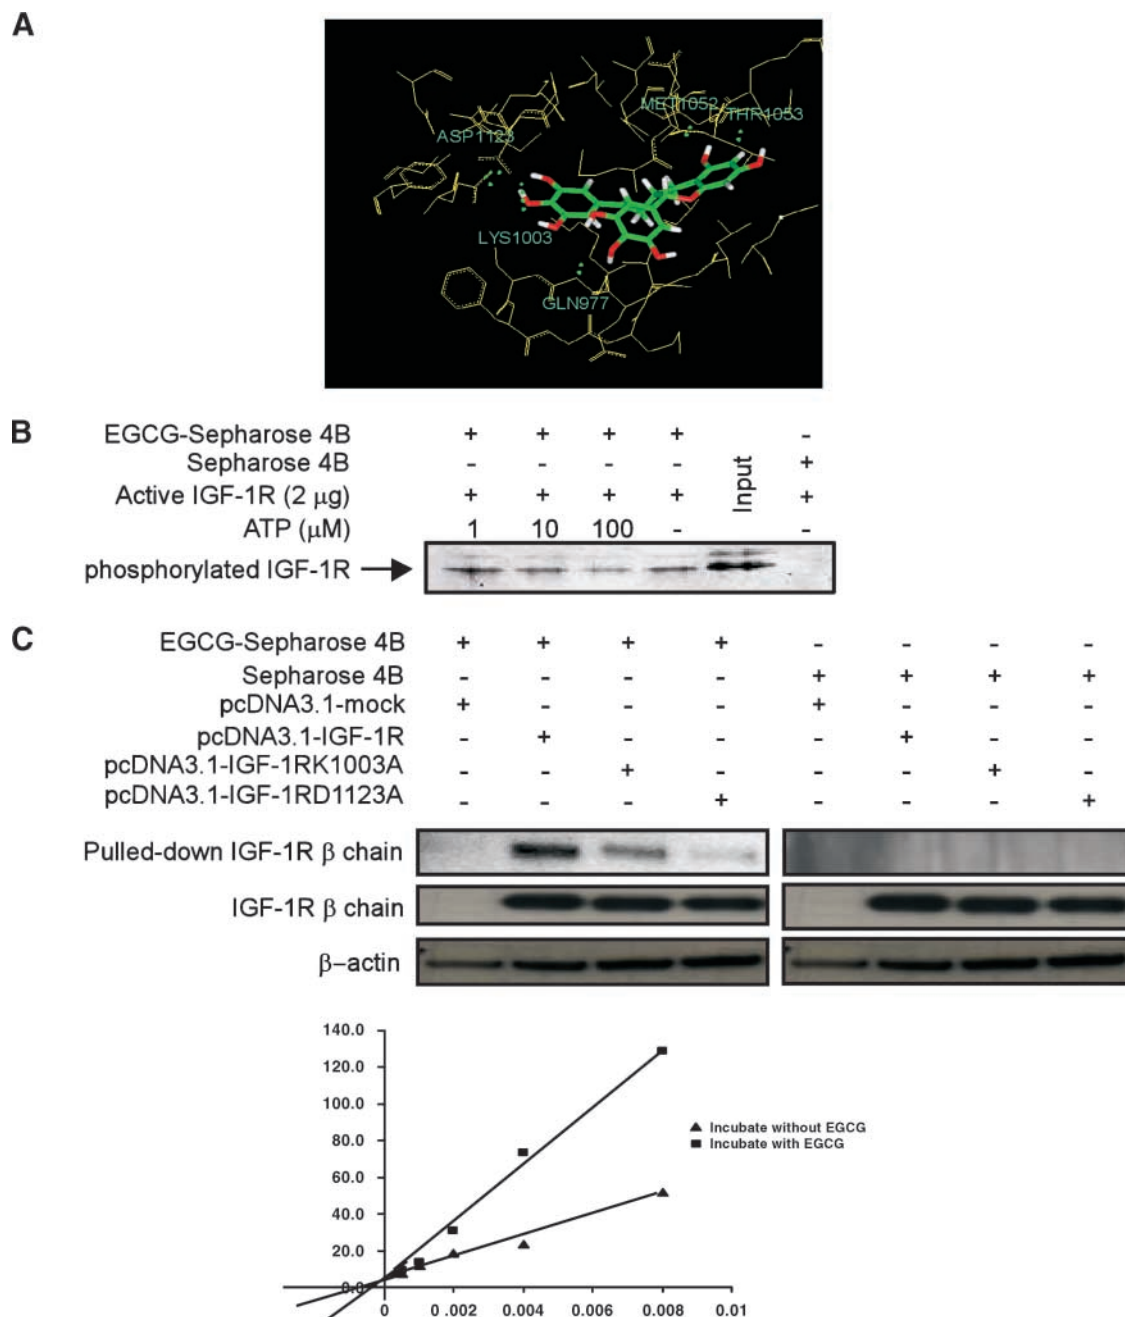 A
MET1052
THR1053
ASP1123
LYS1003
GLN977
B
EGCG-Sepharose 4B + + + + -
Sepharose 4B - - - - +
Active IGF-1R (2 µg) + + + + +
Input
ATP (µM) 1 10 100 - -
phosphorylated IGF-1R
C
EGCG-Sepharose 4B + + + + - - - -
Sepharose 4B - - - - + + + +
pcDNA3.1-mock + - - - + - - -
pcDNA3.1-IGF-1R - + - - - + - -
pcDNA3.1-IGF-1RK1003A - - + - - - + -
pcDNA3.1-IGF-1RD1123A - - - + - - - +
Pulled-down IGF-1R β chain
IGF-1R β chain
β–actin
140.0
120.0
100.0
80.0
60.0
40.0
20.0
0.0
Incubate without EGCG
Incubate with EGCG
0 0 .002 0.004 0.006 0.008 0.01